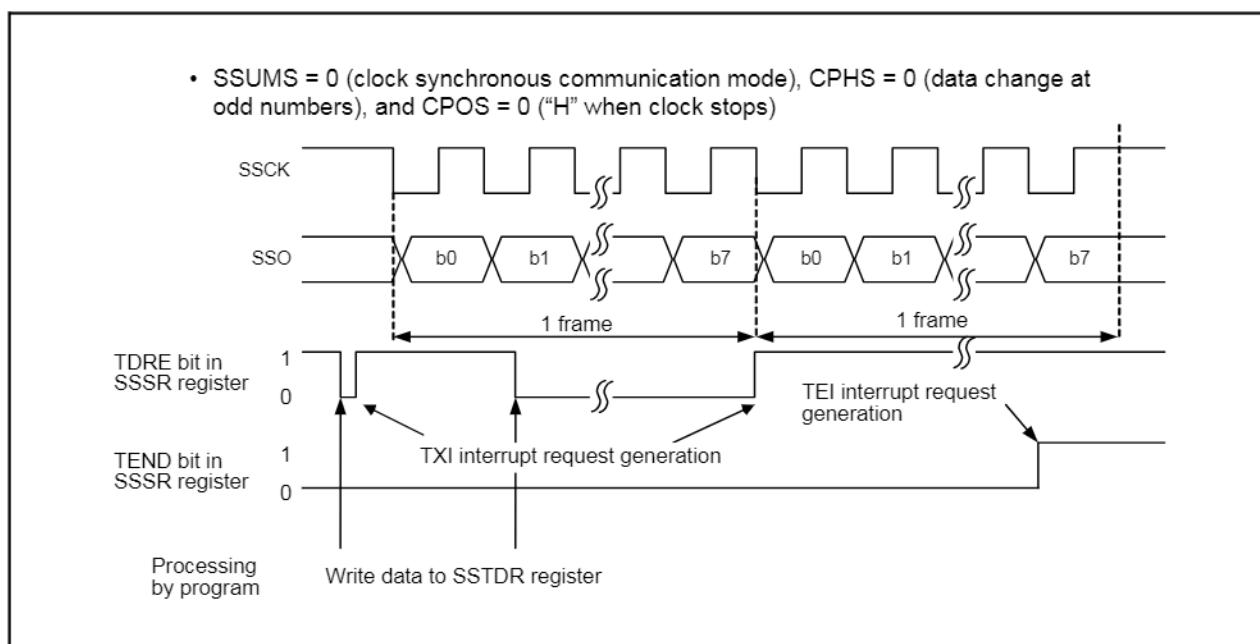 • SSUMS = 0 (clock synchronous communication mode), CPHS = 0 (data change at
odd numbers), and CPOS = 0 (“H” when clock stops)
SSCK
SSO
b0
b1
b7
b0
b1
b7
1 frame
1 frame
TDRE bit in
SSSR register
1
0
TEI interrupt request
generation
TXI interrupt request generation
TEND bit in
SSSR register
1
0
Processing
by program
Write data to SSTDR register